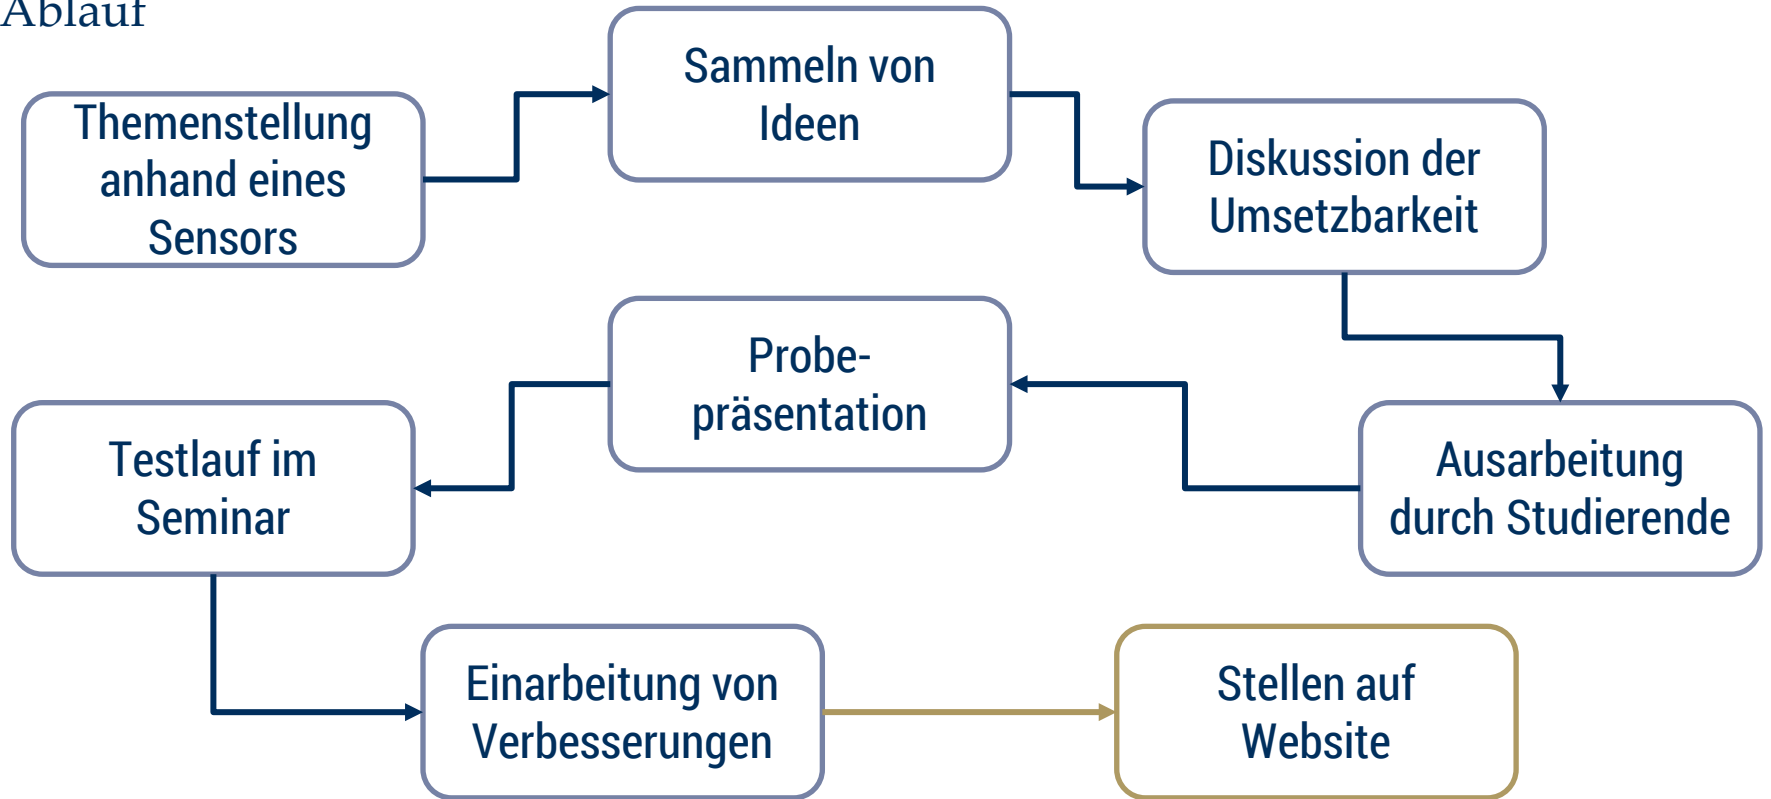 Ablauf
Themenstellung
anhand eines
Sensors
Sammeln von
Ideen
Diskussion der
Umsetzbarkeit
Ausarbeitung
durch Studierende
Probe-
präsentation
Testlauf im
Seminar
Einarbeitung von
Verbesserungen
Stellen auf
Website